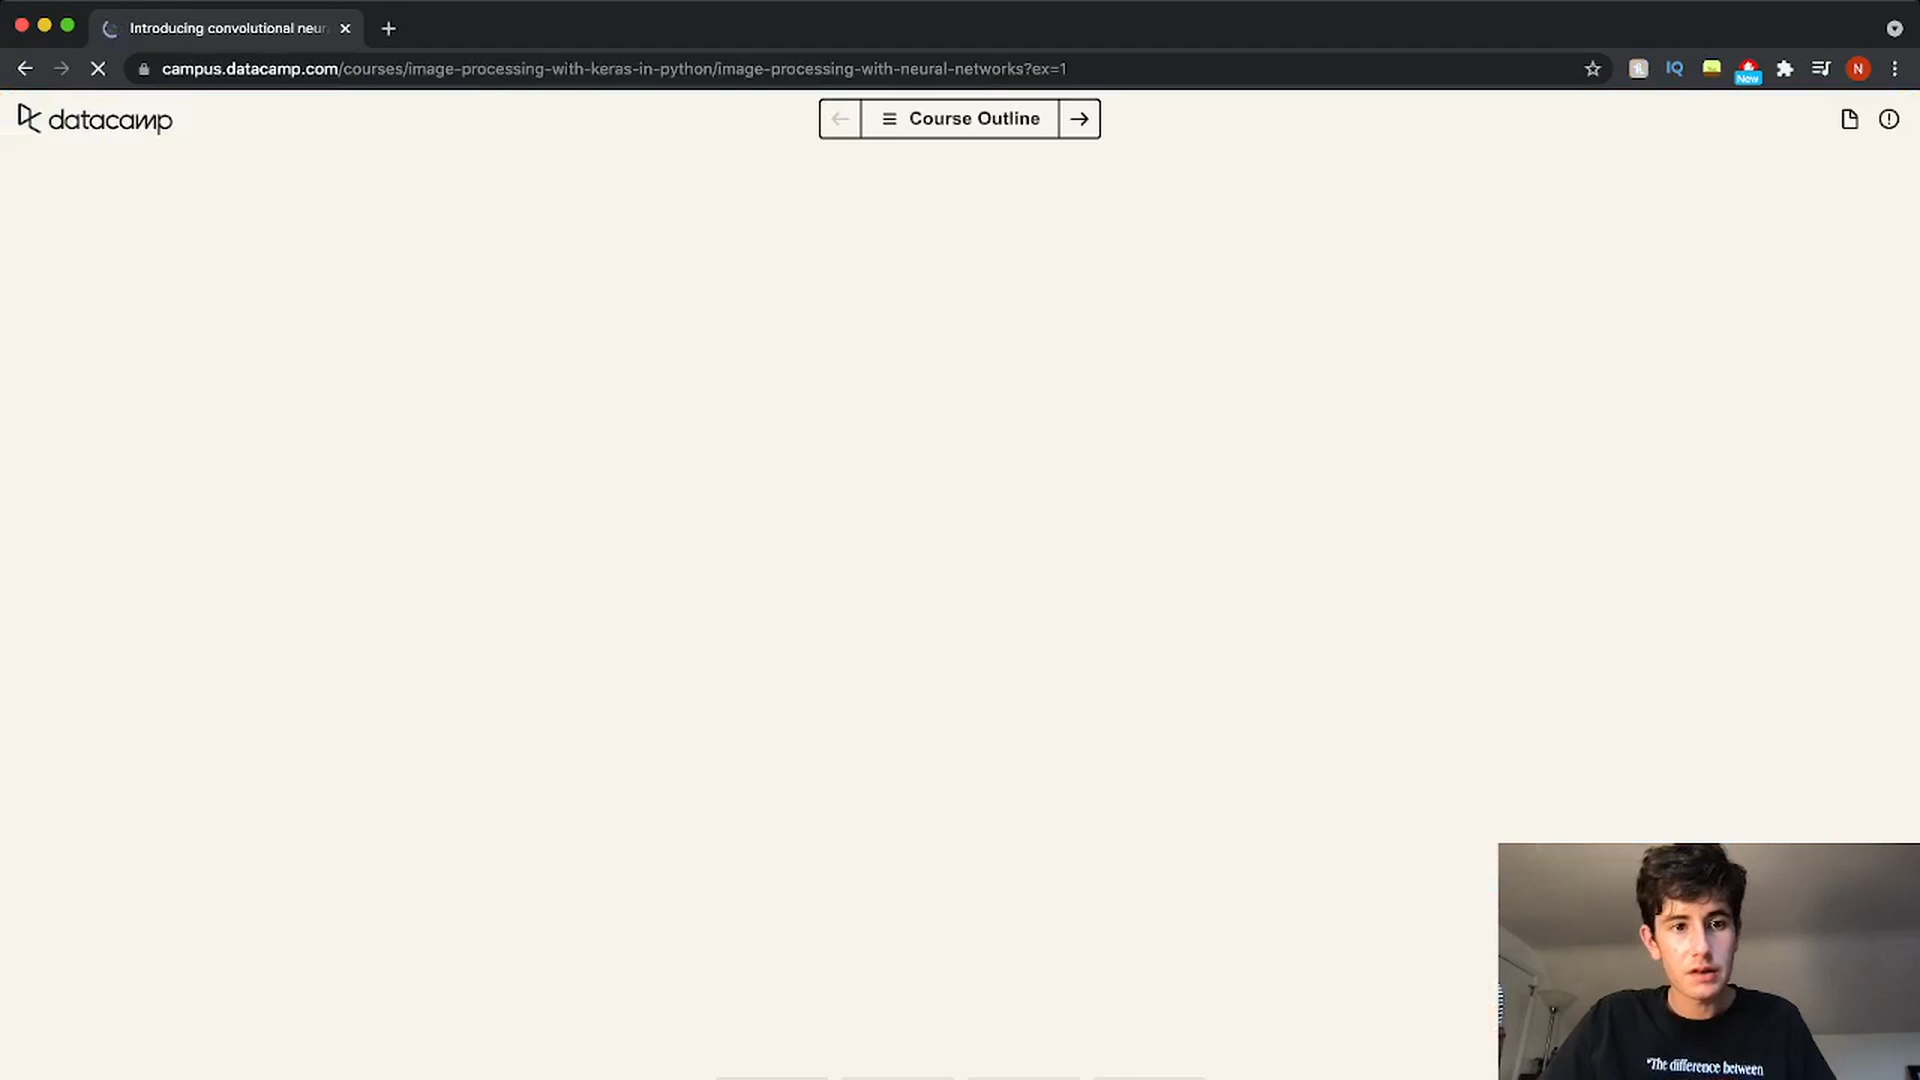 Introducing convolutional neur
campus.datacamp.com/courses/image-processing-with-keras-in-python/image-processing-with-neural-networks?ex=1
IQ
New
N
datacamp
Course Outline
"The difference between